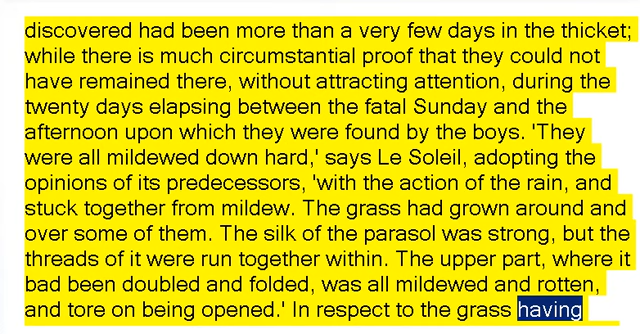 discovered had been more than a very few days in the thicket;
while there is much circumstantial proof that they could not
have remained there, without attracting attention, during the
twenty days elapsing between the fatal Sunday and the
afternoon upon which they were found by the boys. 'They
were all mildewed down hard,' says Le Soleil, adopting the
opinions of its predecessors, 'with the action of the rain, and
stuck together from mildew. The grass had grown around and
over some of them. The silk of the parasol was strong, but the
threads of it were run together within. The upper part, where it
bad been doubled and folded, was all mildewed and rotten,
and tore on being opened.' In respect to the grass having